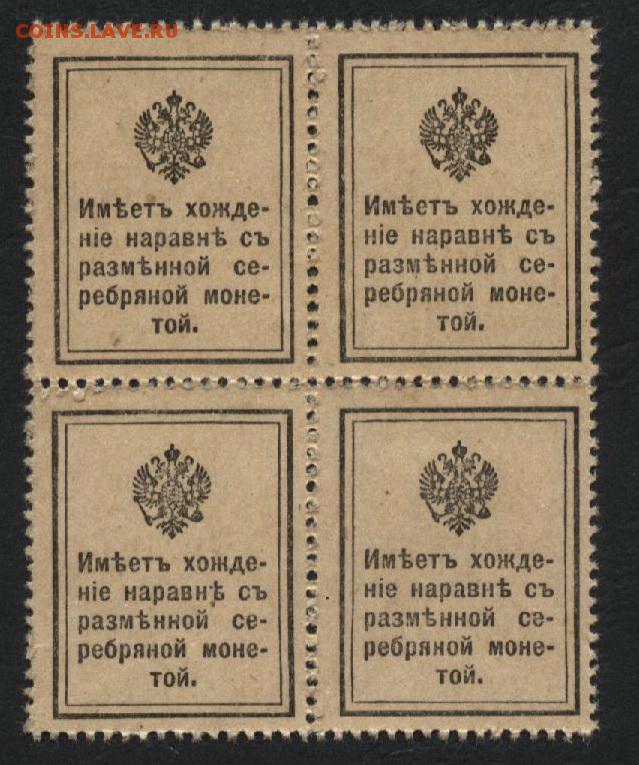 COINS.LAVE.RU
Имѣетъ хожде-
ніе наравнѣ съ
размѣнной се-
ребряной моне-
той.
Имѣетъ хожде-
ніе наравнѣ съ
размѣнной се-
ребряной моне-
той.
Имѣетъ хожде-
ніе наравнѣ съ
размѣнной се-
ребряной моне-
той.
Имѣетъ хожде-
ніе наравнѣ съ
размѣнной се-
ребряной моне-
той.